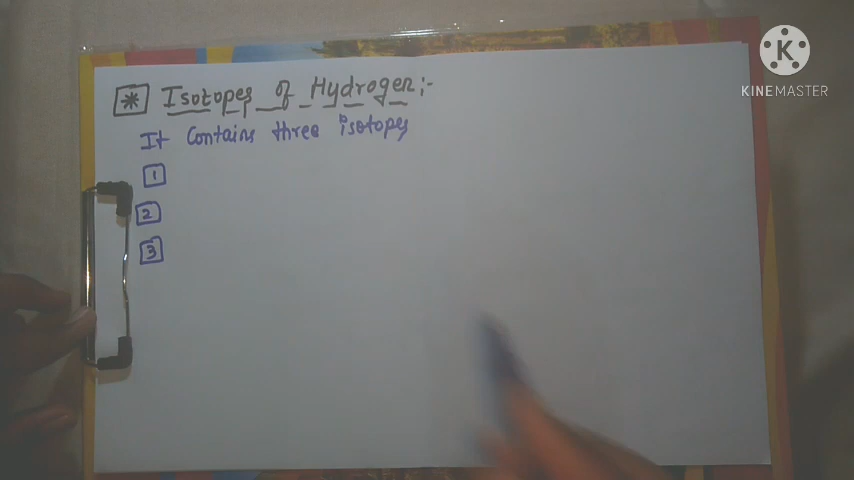 * Isotopes of Hydrogen:-
It contains three isotopes
1
2
3
K
KINEMASTER